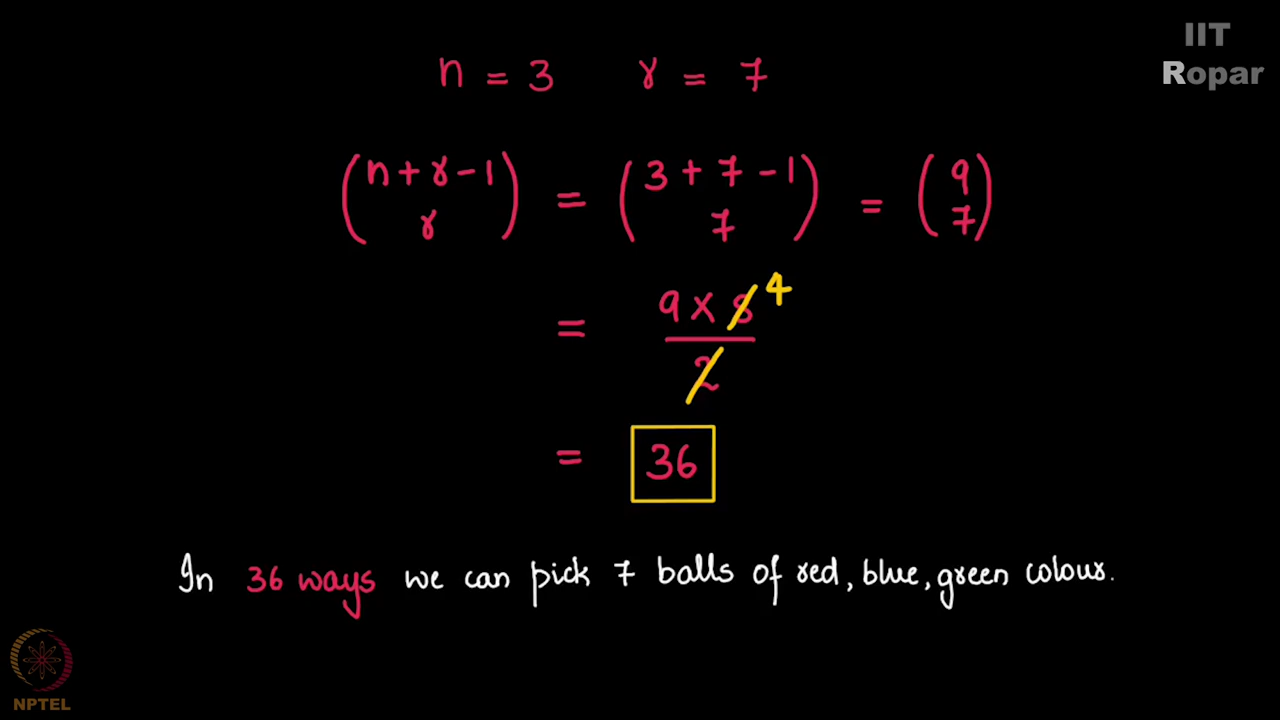 IIT
Ropar
n = 3 r = 7
(n+r-1 r) = (3+7-1 7) = (9 7)
= 9 x 8 4 / 2
= 36
In 36 ways we can pick 7 balls of red, blue, green colour.
NPTEL